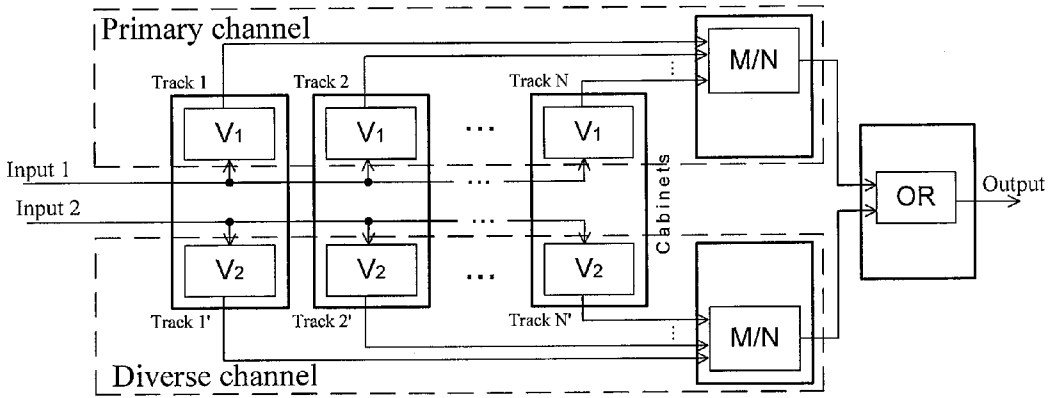 Primary channel
Track 1
Track 2
Track N
M/N
V1
V1
...
V1
Input 1
...
Cabinets
Input 2
...
OR
Output
V2
V2
...
V2
Track 1'
Track 2'
Track N'
M/N
Diverse channel